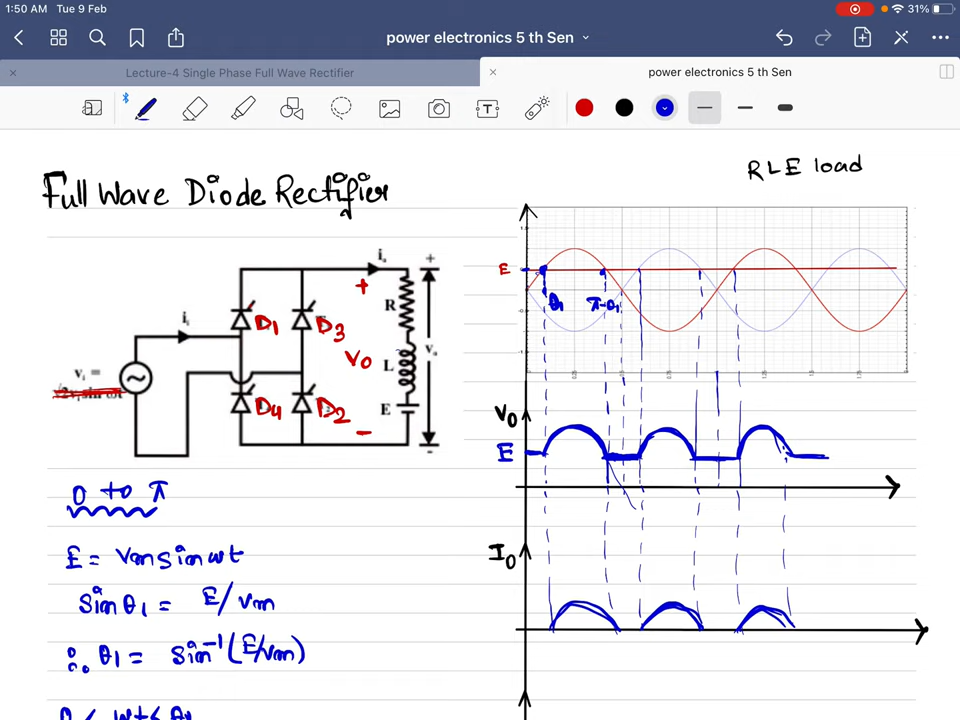 1:50 AM Tue 9 Feb
31%
power electronics 5 th Sen
Lecture-4 Single Phase Full Wave Rectifier
power electronics 5 th Sen
T
Full Wave Diode Rectifier
RLE load
E
θ1
π-θ1
+
+
R
D1
D3
V0
L
E
D4
D2
-
-
vi =
V0
E
I0
0 to π
E = Vm sin ωt
Sin θ1 = E/Vm
∴ θ1 = Sin⁻¹(E/Vm)